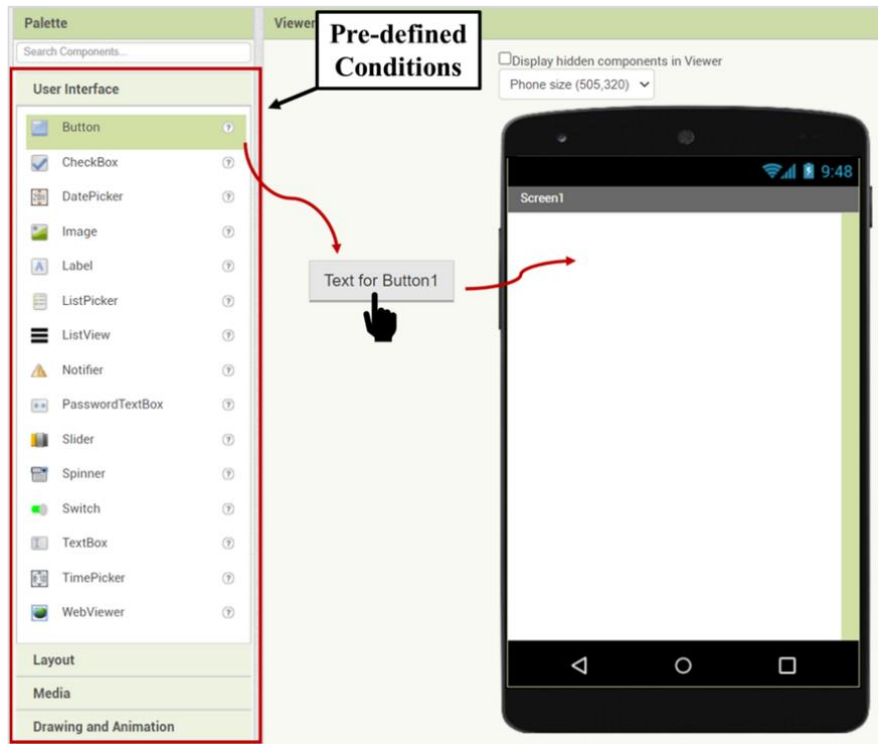 Palette
Search Components...
User Interface
Button
CheckBox
DatePicker
Image
Label
ListPicker
ListView
Notifier
PasswordTextBox
Slider
Spinner
Switch
TextBox
TimePicker
WebViewer
Layout
Media
Drawing and Animation
Viewer
Pre-defined
Conditions
Display hidden components in Viewer
Phone size (505,320)
9:48
Screen1
Text for Button1